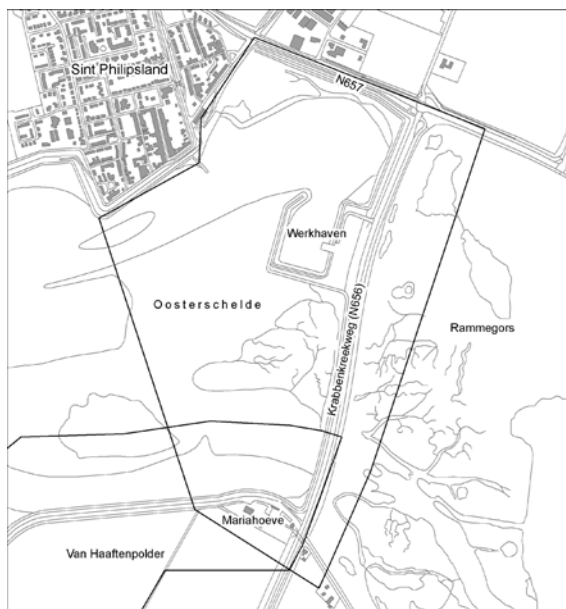 Sint Philipsland
N657
Werkhaven
Oosterschelde
Krabbenkreekweg (N656)
Rammegors
Mariahoeve
Van Haaftenpolder